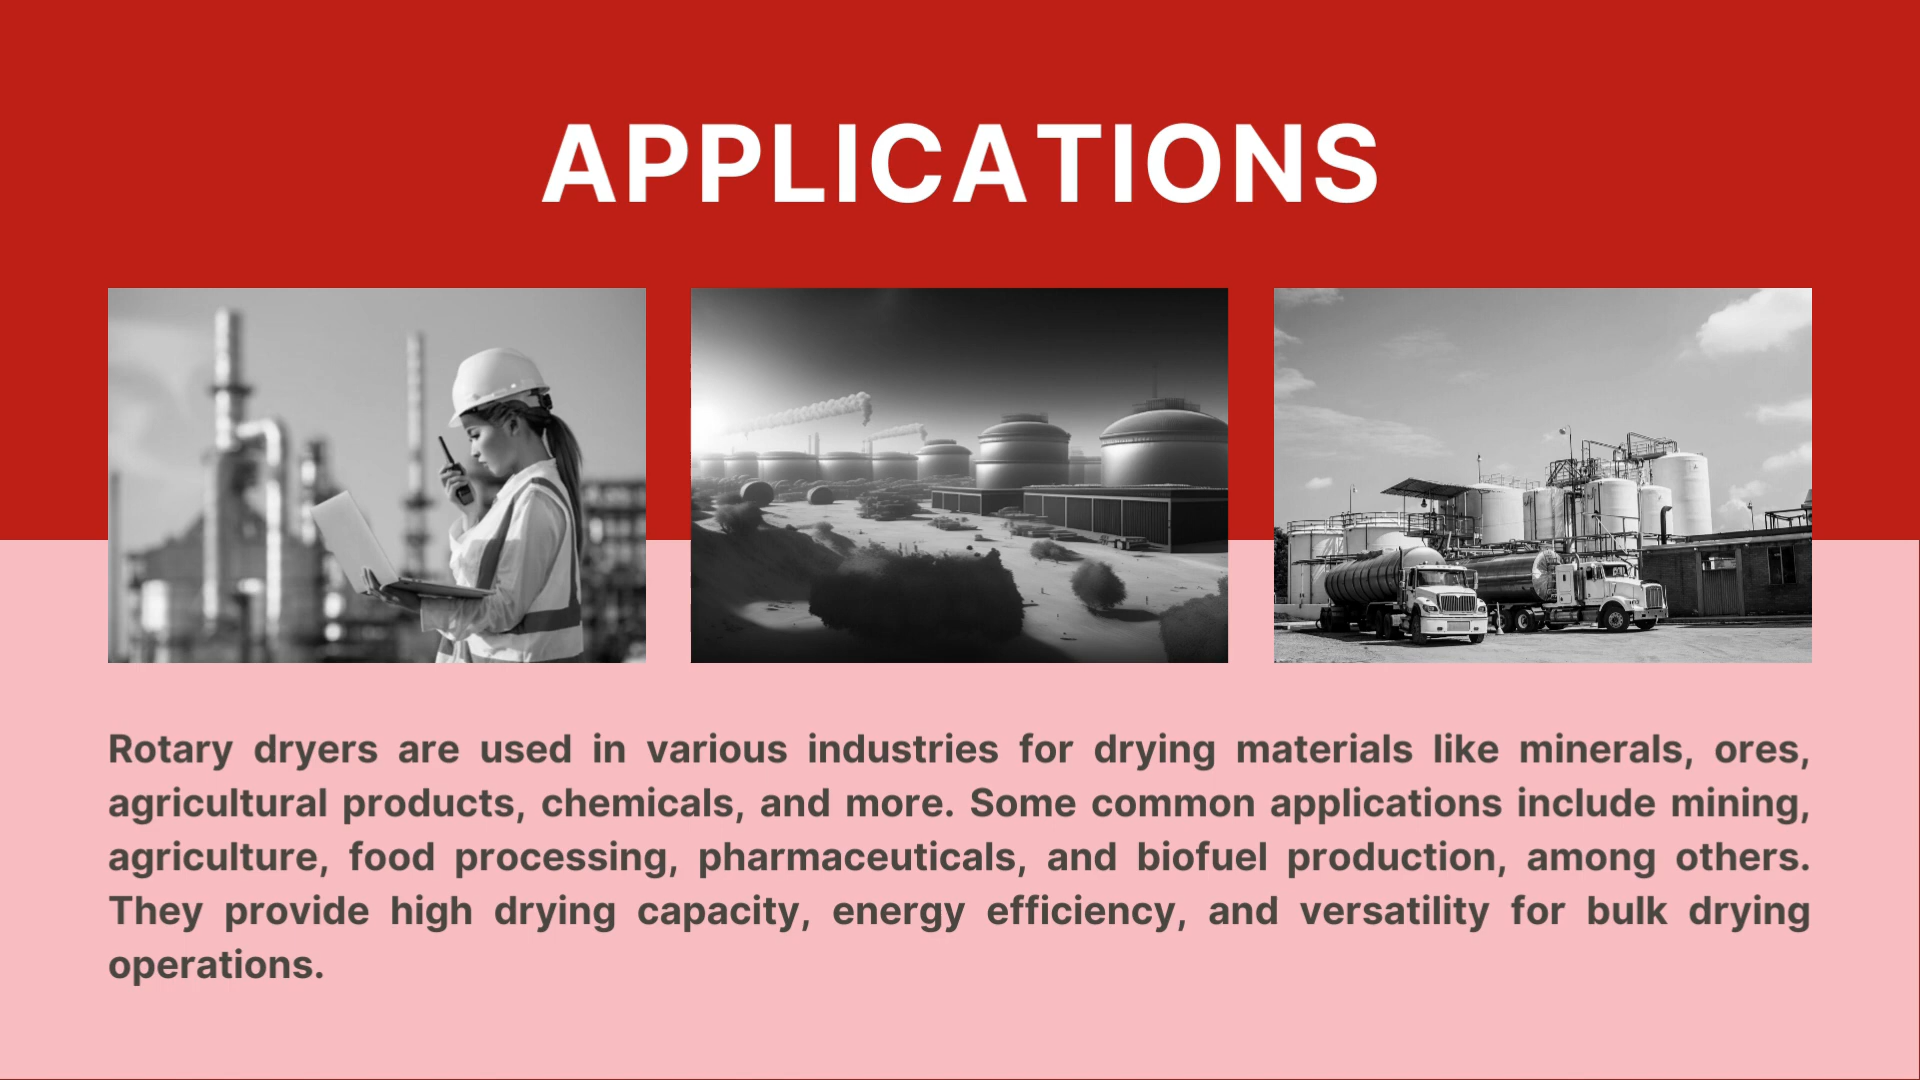 APPLICATIONS
Rotary dryers are used in various industries for drying materials like minerals, ores,
agricultural products, chemicals, and more. Some common applications include mining,
agriculture, food processing, pharmaceuticals, and biofuel production, among others.
They provide high drying capacity, energy efficiency, and versatility for bulk drying
operations.